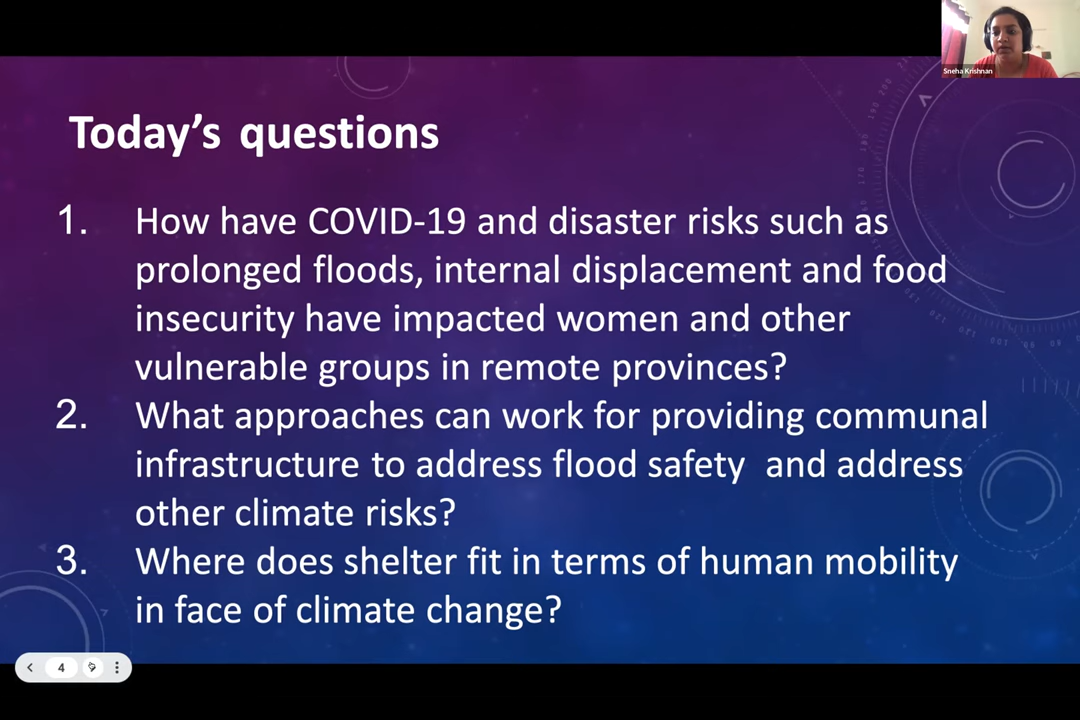 Sneha Krishnan
Today's questions
1. How have COVID-19 and disaster risks such as
prolonged floods, internal displacement and food
insecurity have impacted women and other
vulnerable groups in remote provinces?
2. What approaches can work for providing communal
infrastructure to address flood safety and address
other climate risks?
3. Where does shelter fit in terms of human mobility
in face of climate change?
4